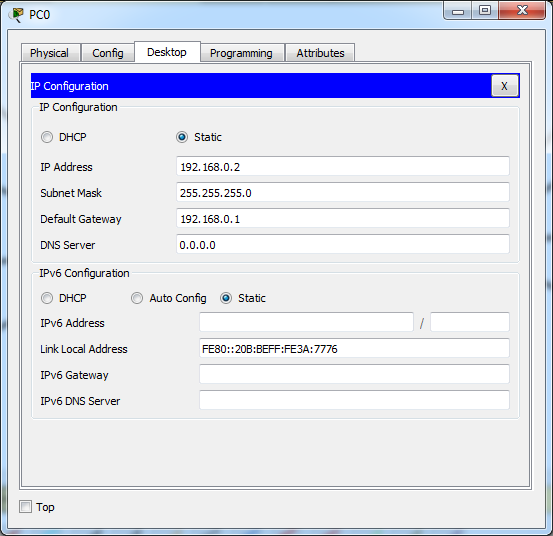 PC0
Physical Config Desktop Programming Attributes
IP Configuration X
IP Configuration
DHCP Static
IP Address 192.168.0.2
Subnet Mask 255.255.255.0
Default Gateway 192.168.0.1
DNS Server 0.0.0.0
IPv6 Configuration
DHCP Auto Config Static
IPv6 Address /
Link Local Address FE80::20B:BEFF:FE3A:7776
IPv6 Gateway
IPv6 DNS Server
Top